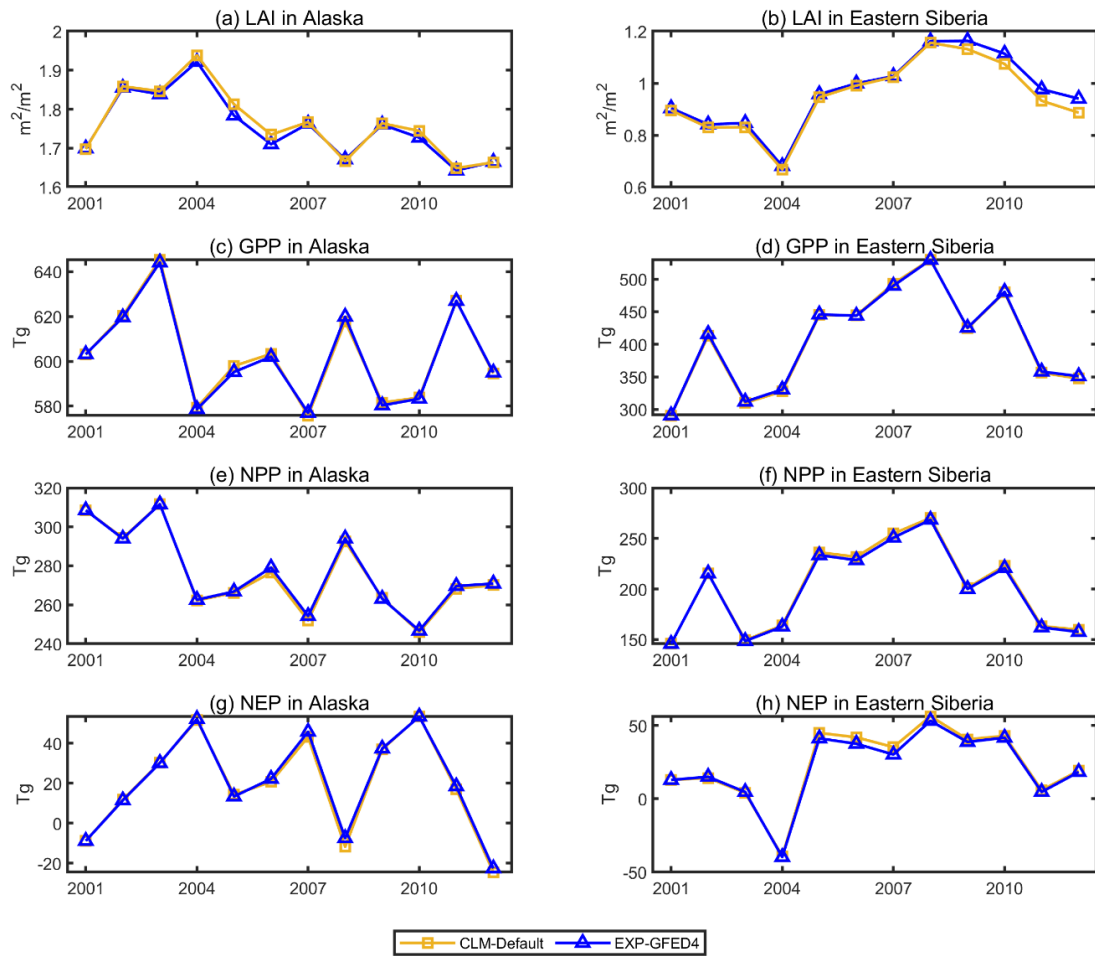 (a) LAI in Alaska
2
1.9
1.8
1.7
1.6
m²/m²
2001 2004 2007 2010
(b) LAI in Eastern Siberia
1.2
1
0.8
0.6
m²/m²
2001 2004 2007 2010
(c) GPP in Alaska
640
620
600
580
Tg
2001 2004 2007 2010
(d) GPP in Eastern Siberia
500
450
400
350
300
Tg
2001 2004 2007 2010
(e) NPP in Alaska
320
300
280
260
240
Tg
2001 2004 2007 2010
(f) NPP in Eastern Siberia
300
250
200
150
Tg
2001 2004 2007 2010
(g) NEP in Alaska
40
20
0
-20
Tg
2001 2004 2007 2010
(h) NEP in Eastern Siberia
50
0
-50
Tg
2001 2004 2007 2010
CLM-Default EXP-GFED4